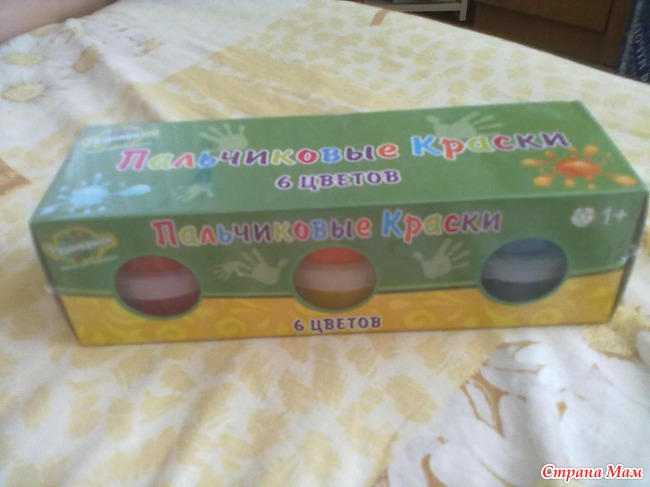 Пальчиковые Краски
6 ЦВЕТОВ
Пальчиковые Краски
1+
6 ЦВЕТОВ
Страна Мам